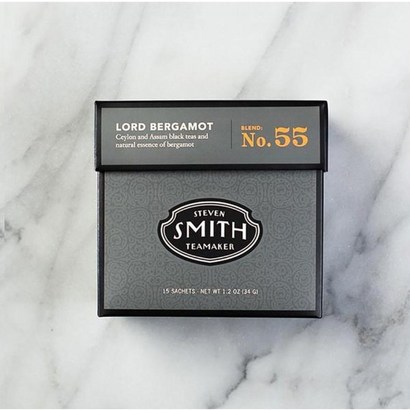 LORD BERGAMOT
Ceylon and Assam black teas and
natural essence of bergamot
BLEND:
No. 55
STEVEN
SMITH
TEAMAKER
15 SACHETS - NET WT 1.2 OZ (34 G)